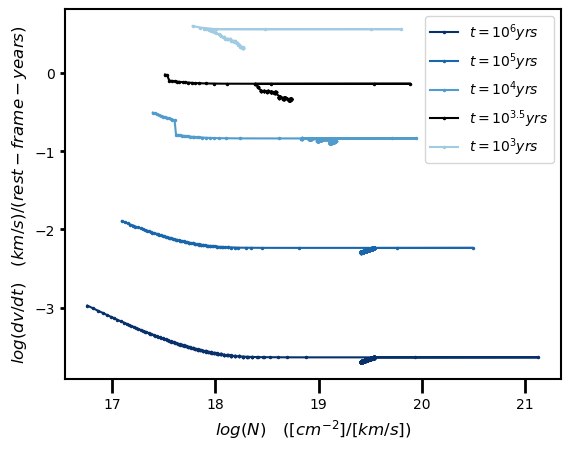 t = 10^6 yrs
t = 10^5 yrs
t = 10^4 yrs
t = 10^3.5 yrs
t = 10^3 yrs
log(dv/dt) (km/s)/(rest − frame − years)
0
−1
−2
−3
17
18
19
20
21
log(N) ([cm^−2]/[km/s])